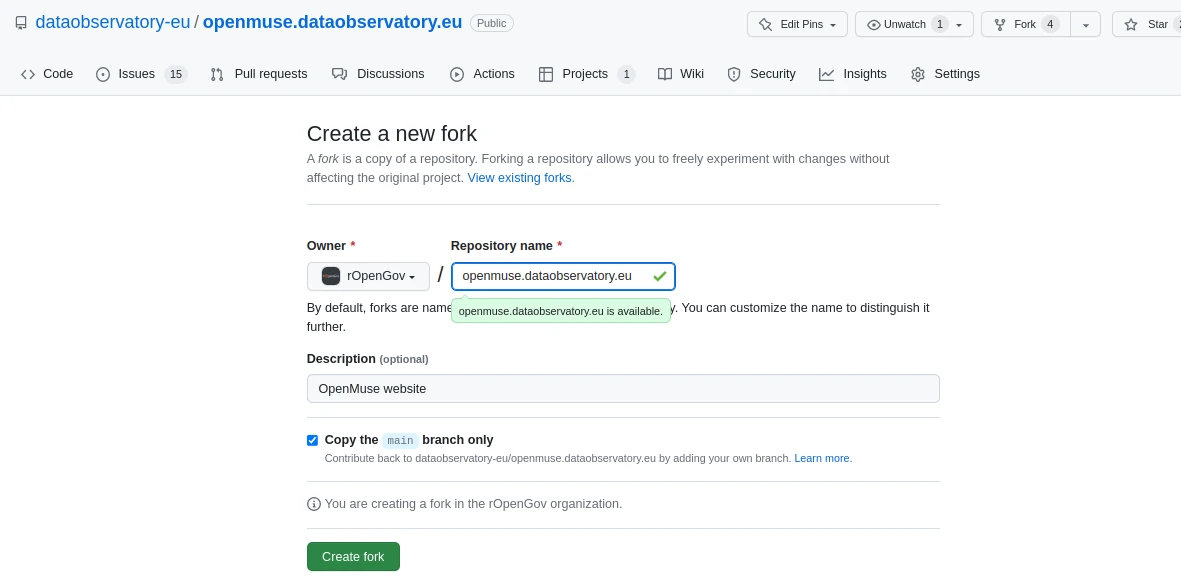 dataobservatory-eu / openmuse.dataobservatory.eu Public
Edit Pins
Unwatch 1
Fork 4
Star
Code
Issues 15
Pull requests
Discussions
Actions
Projects 1
Wiki
Security
Insights
Settings
Create a new fork
A fork is a copy of a repository. Forking a repository allows you to freely experiment with changes without
affecting the original project. View existing forks.
Owner * Repository name *
rOpenGov / openmuse.dataobservatory.eu
By default, forks are name y. You can customize the name to distinguish it
openmuse.dataobservatory.eu is available.
further.
Description (optional)
OpenMuse website
Copy the main branch only
Contribute back to dataobservatory-eu/openmuse.dataobservatory.eu by adding your own branch. Learn more.
You are creating a fork in the rOpenGov organization.
Create fork